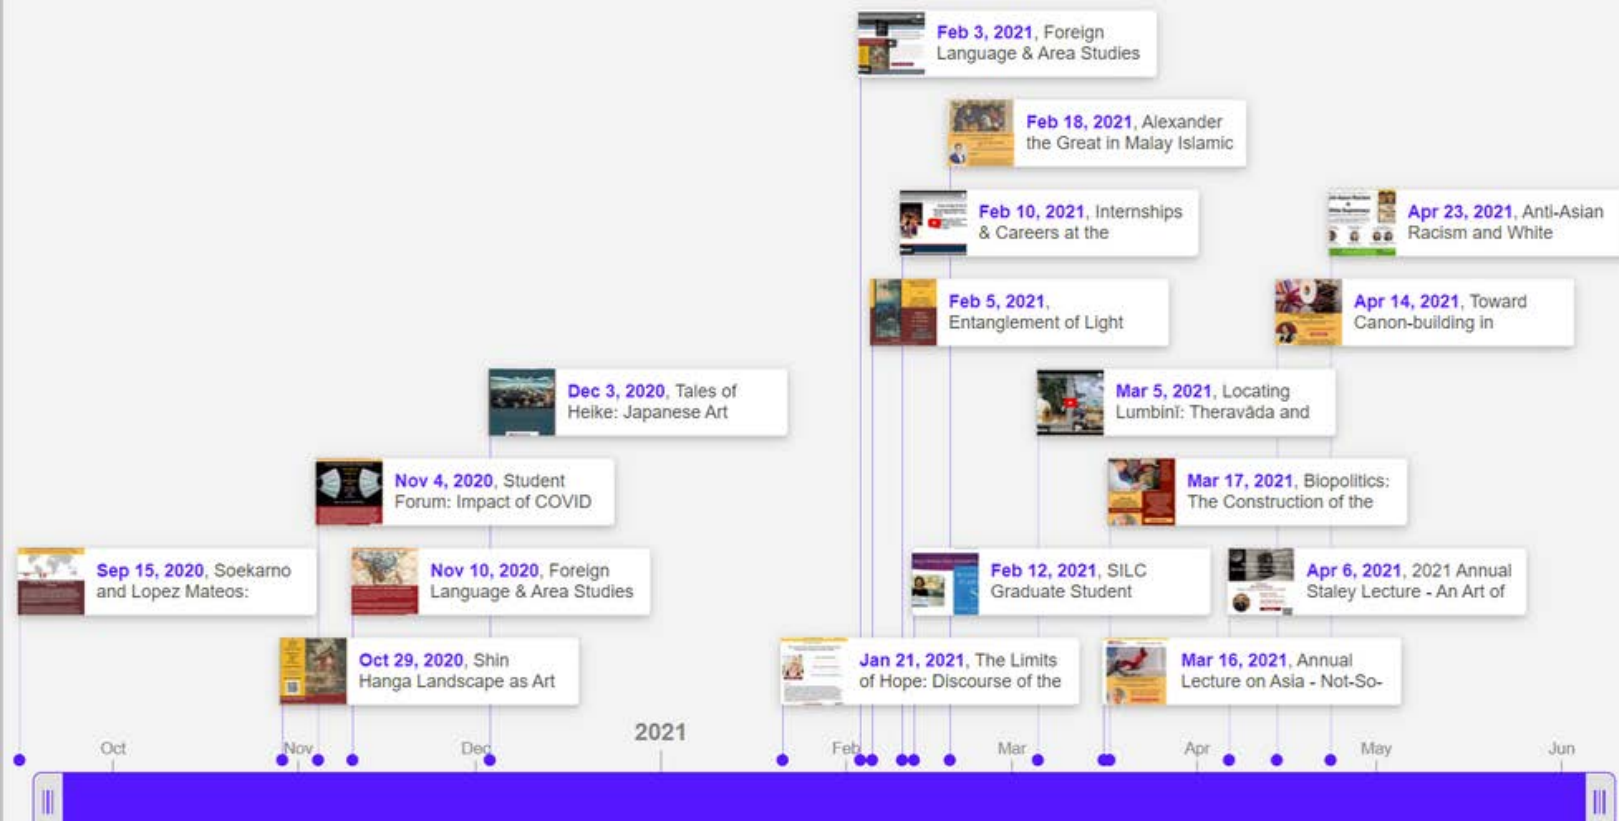 Feb 3, 2021, Foreign
Language & Area Studies
Feb 18, 2021, Alexander
the Great in Malay Islamic
Feb 10, 2021, Internships
& Careers at the
Apr 23, 2021, Anti-Asian
Racism and White
Feb 5, 2021,
Entanglement of Light
Apr 14, 2021, Toward
Canon-building in
Dec 3, 2020, Tales of
Heike: Japanese Art
Mar 5, 2021, Locating
Lumbinī: Theravāda and
Nov 4, 2020, Student
Forum: Impact of COVID
Mar 17, 2021, Biopolitics:
The Construction of the
Sep 15, 2020, Soekarno
and Lopez Mateos:
Nov 10, 2020, Foreign
Language & Area Studies
Feb 12, 2021, SILC
Graduate Student
Apr 6, 2021, 2021 Annual
Staley Lecture - An Art of
Oct 29, 2020, Shin
Hanga Landscape as Art
Jan 21, 2021, The Limits
of Hope: Discourse of the
Mar 16, 2021, Annual
Lecture on Asia - Not-So-
2021
Oct Nov Dec Feb Mar Apr May Jun